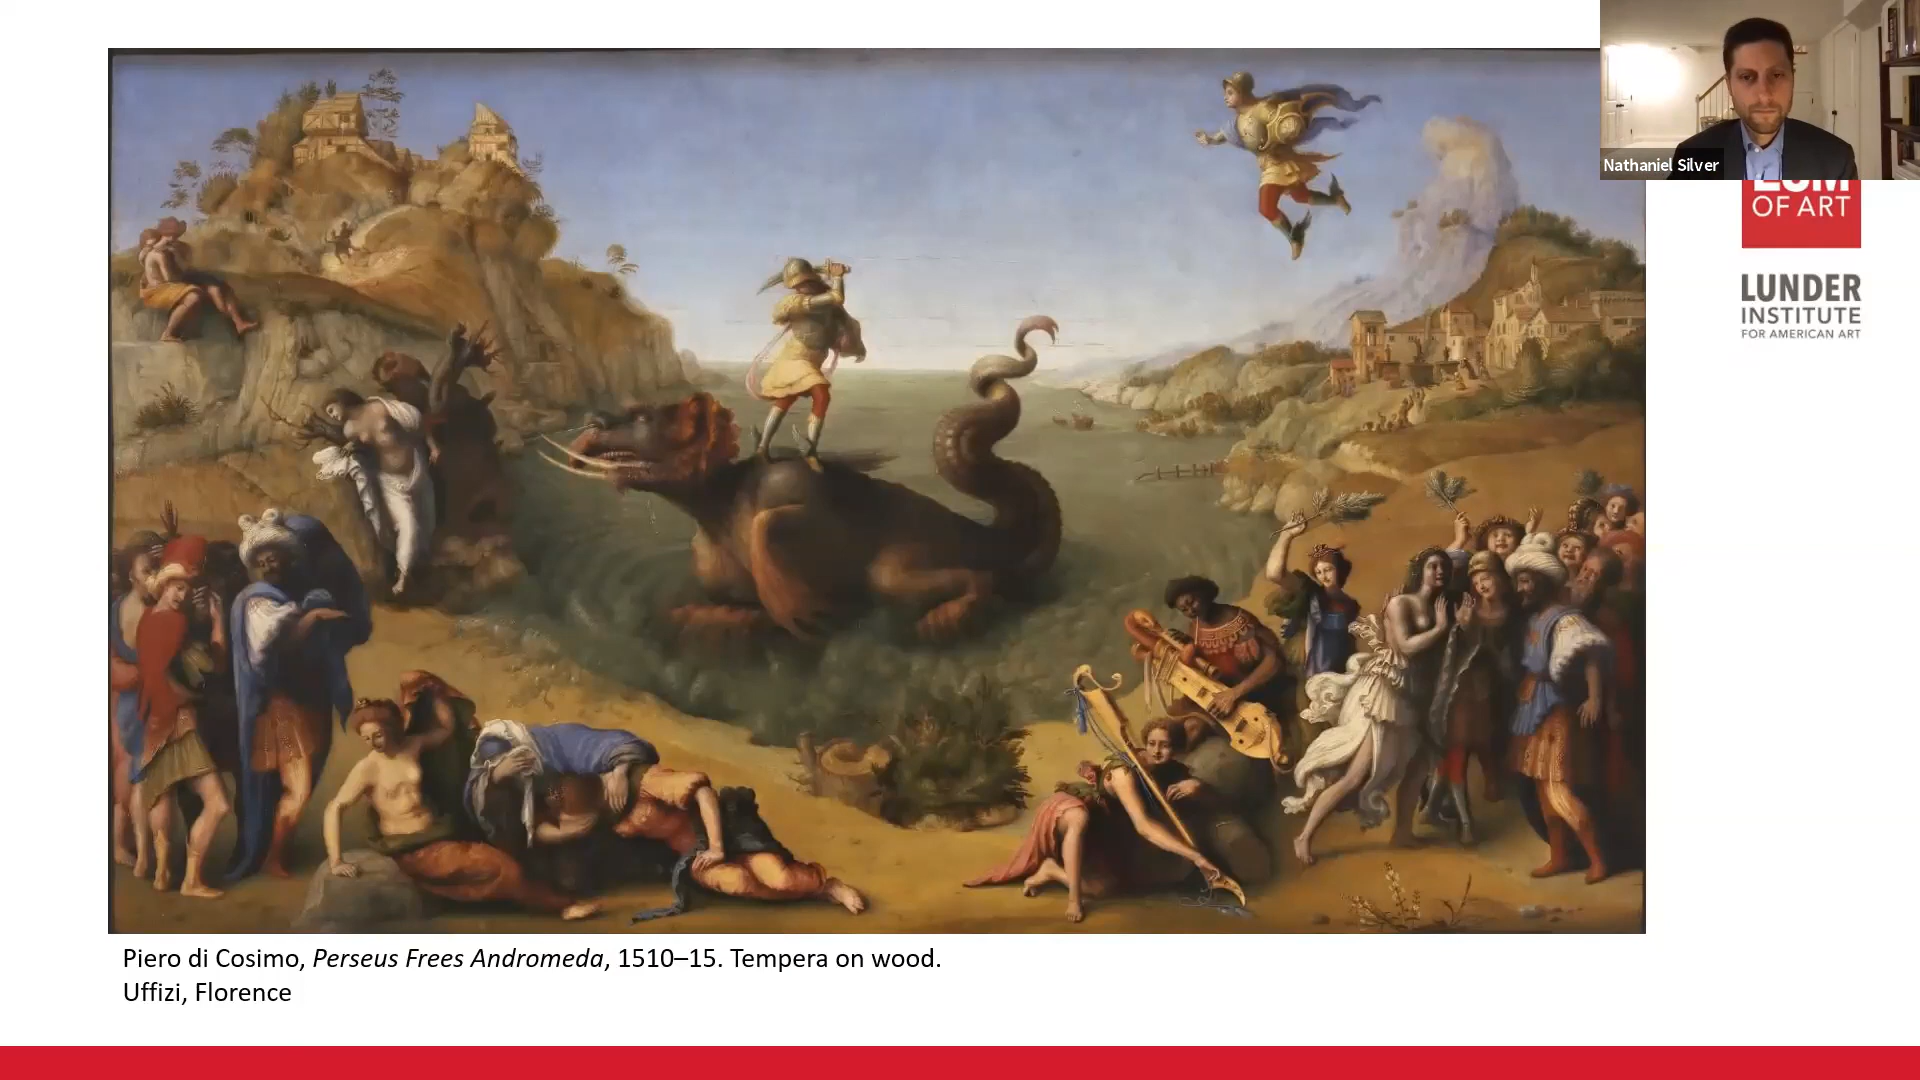 Nathaniel Silver
OF ART
LUNDER
INSTITUTE
FOR AMERICAN ART
Piero di Cosimo, Perseus Frees Andromeda, 1510–15. Tempera on wood.
Uffizi, Florence